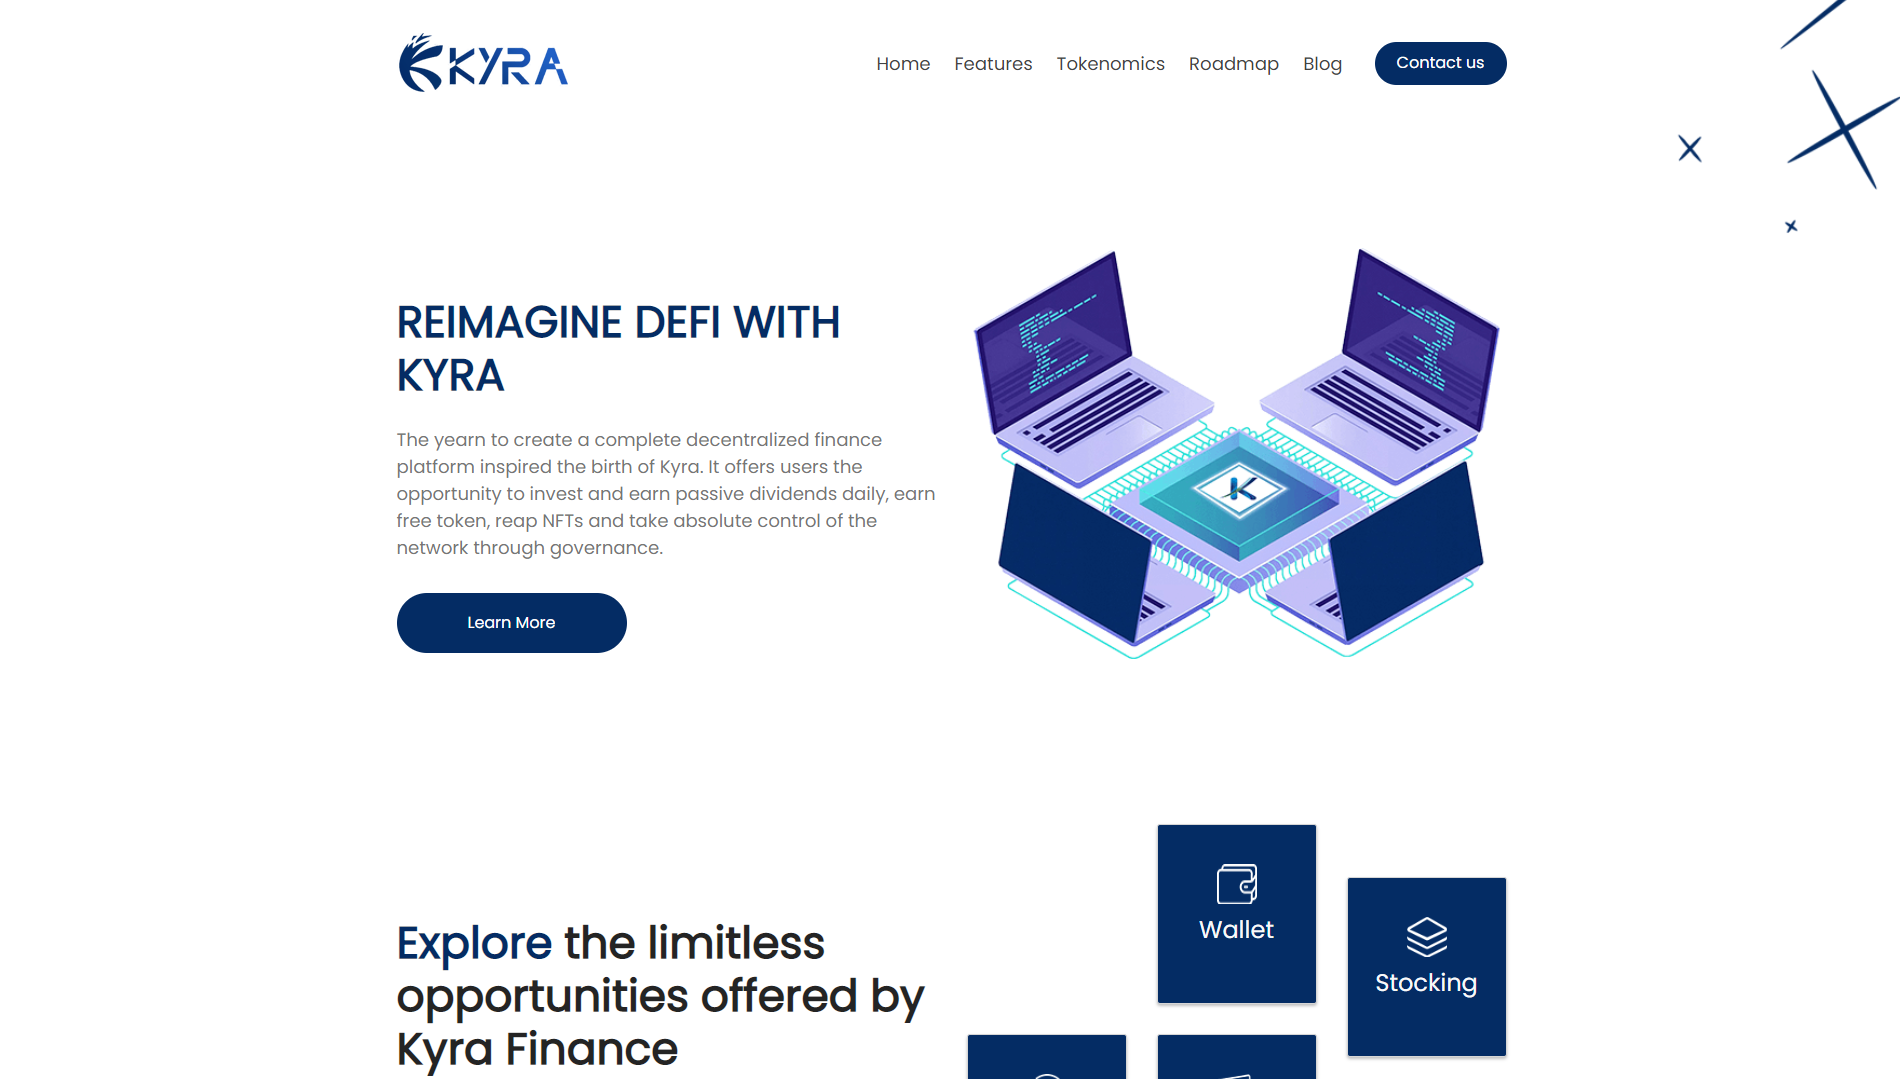 KYRA
Home Features Tokenomics Roadmap Blog Contact us
REIMAGINE DEFI WITH
KYRA
The yearn to create a complete decentralized finance
platform inspired the birth of Kyra. It offers users the
opportunity to invest and earn passive dividends daily, earn
free token, reap NFTs and take absolute control of the
network through governance.
Learn More
K
Explore the limitless
opportunities offered by
Kyra Finance
Wallet
Stocking